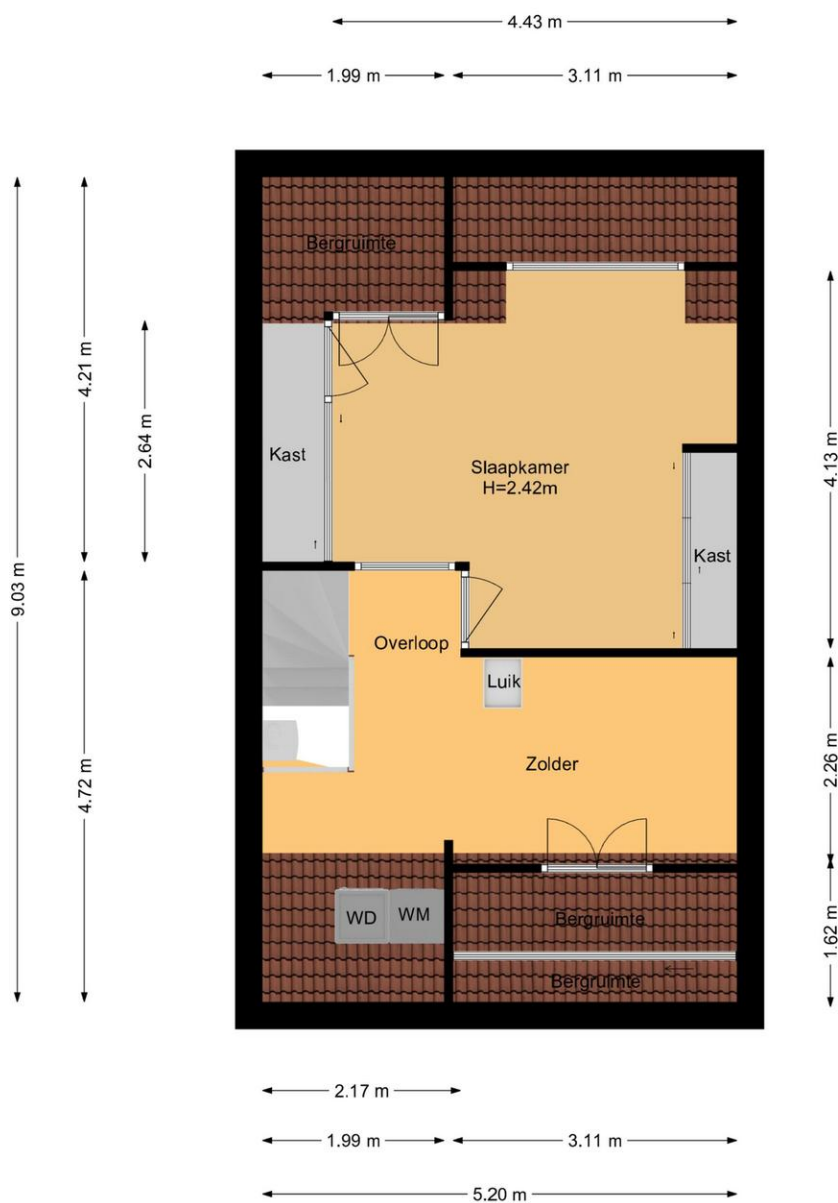 4.43 m
1.99 m
3.11 m
Bergruimte
4.21 m
2.64 m
9.03 m
4.13 m
Kast
Slaapkamer
H=2.42m
Kast
Overloop
Luik
Zolder
4.72 m
2.26 m
WD
WM
Bergruimte
Bergruimte
1.62 m
2.17 m
1.99 m
3.11 m
5.20 m